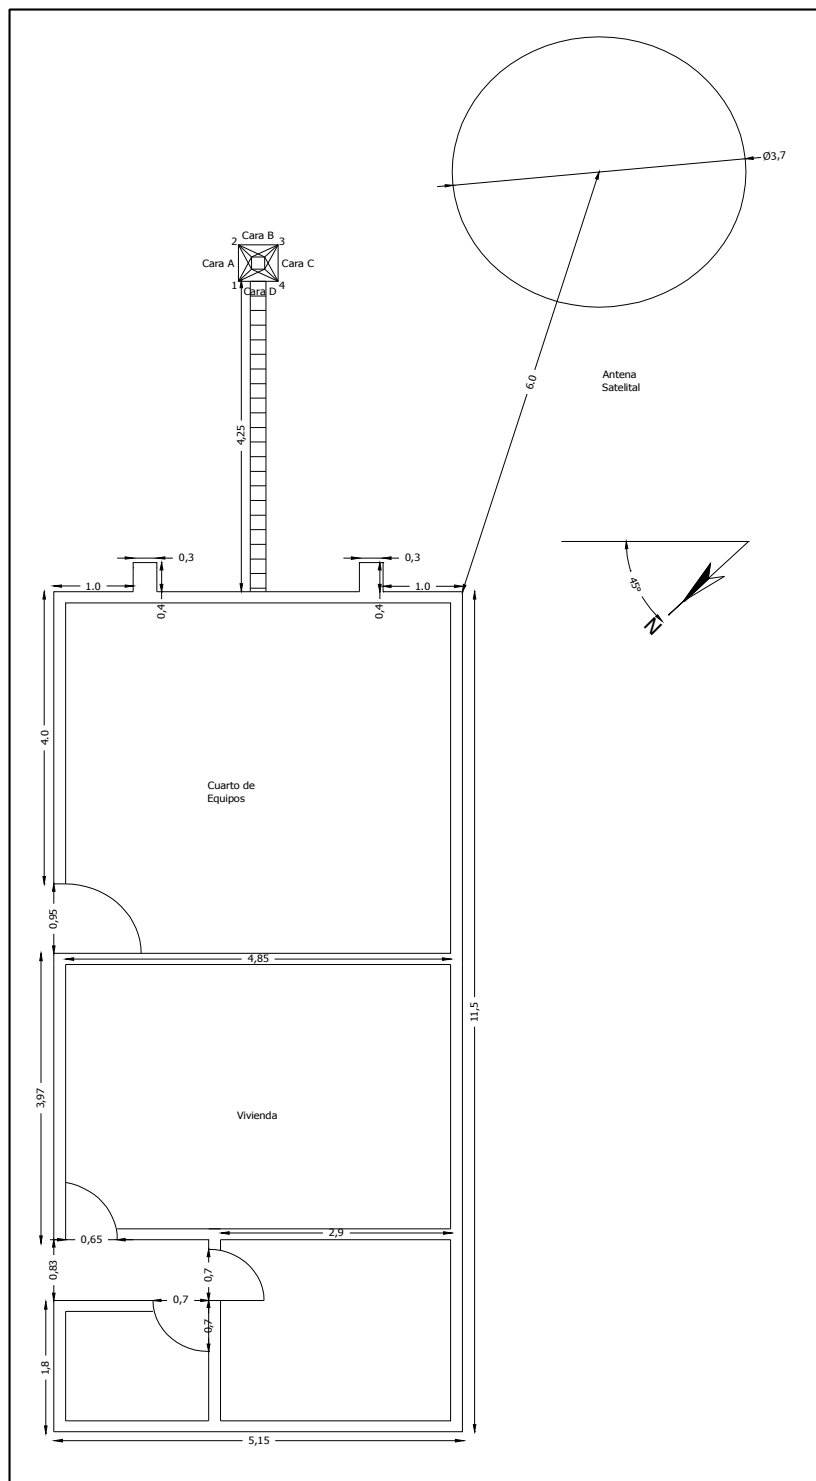 Ø3,7
Cara B
2
3
Cara A
Cara C
1
4
Cara D
6.0
Antena
Satelital
4,25
0,3
0,3
1.0
1.0
0,4
0,4
45°
N
4.0
Cuarto de
Equipos
0,95
4,85
11,5
3,97
Vivienda
2,9
0,65
0,83
0,7
0,7
0,7
1,8
5,15